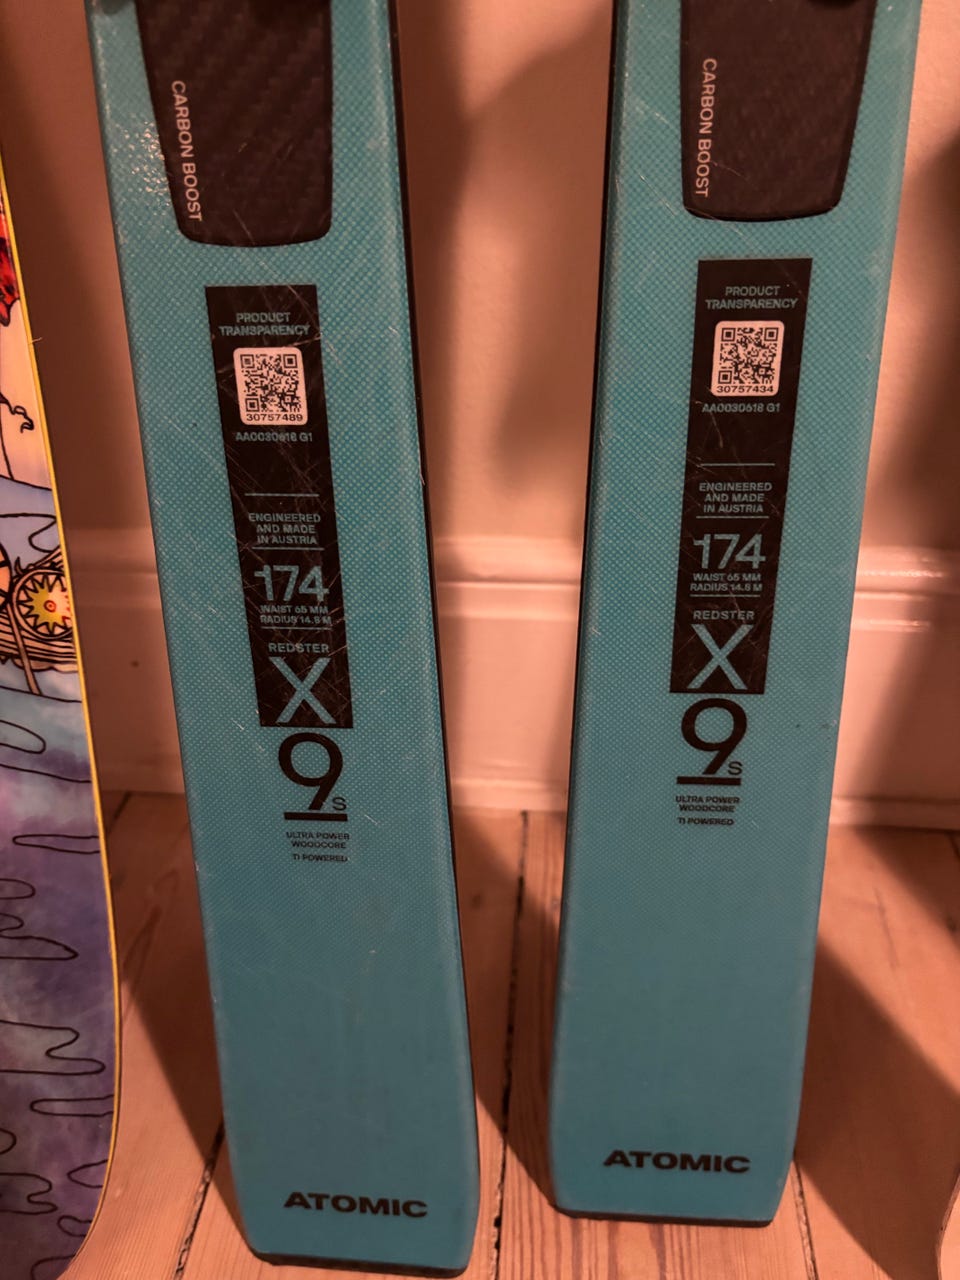 CARBON BOOST
PRODUCT
TRANSPARENCY
30757489
AA0030618 G1
ENGINEERED
AND MADE
IN AUSTRIA
174
WAIST 65 MM
RADIUS 14.8 M
REDSTER
X
9S
ULTRA POWER
WOODCORE
TI POWERED
ATOMIC
CARBON BOOST
PRODUCT
TRANSPARENCY
30757434
AA0030618 G1
ENGINEERED
AND MADE
IN AUSTRIA
174
WAIST 65 MM
RADIUS 14.8 M
REDSTER
X
9S
ULTRA POWER
WOODCORE
TI POWERED
ATOMIC